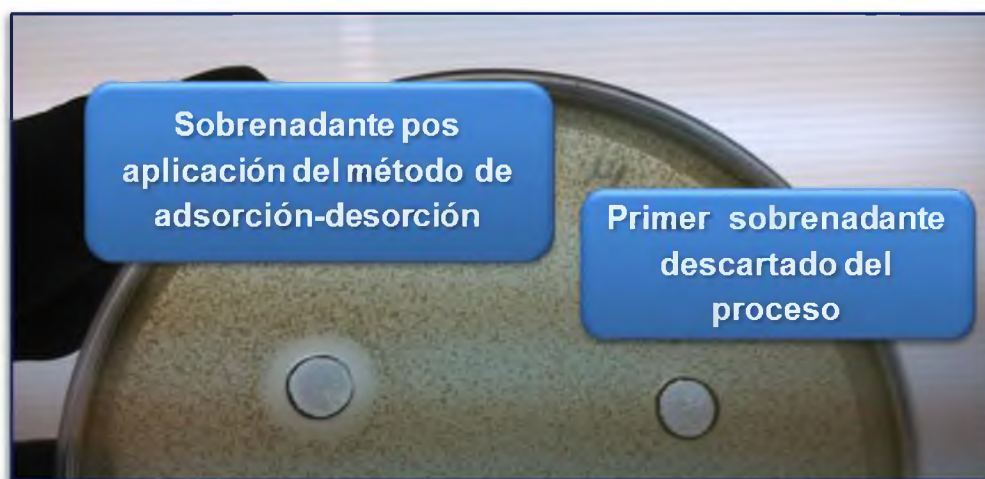 Sobrenadante pos
aplicación del método de
adsorción-desorción
Primer sobrenadante
descartado del
proceso